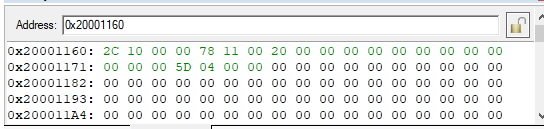 Address: 0x20001160
0x20001160: 2C 10 00 00 78 11 00 20 00 00 00 00 00 00 00 00 00
0x20001171: 00 00 00 5D 04 00 00 00 00 00 00 00 00 00 00 00 00
0x20001182: 00 00 00 00 00 00 00 00 00 00 00 00 00 00 00 00 00
0x20001193: 00 00 00 00 00 00 00 00 00 00 00 00 00 00 00 00 00
0x200011A4: 00 00 00 00 00 00 00 00 00 00 00 00 00 00 00 00 00